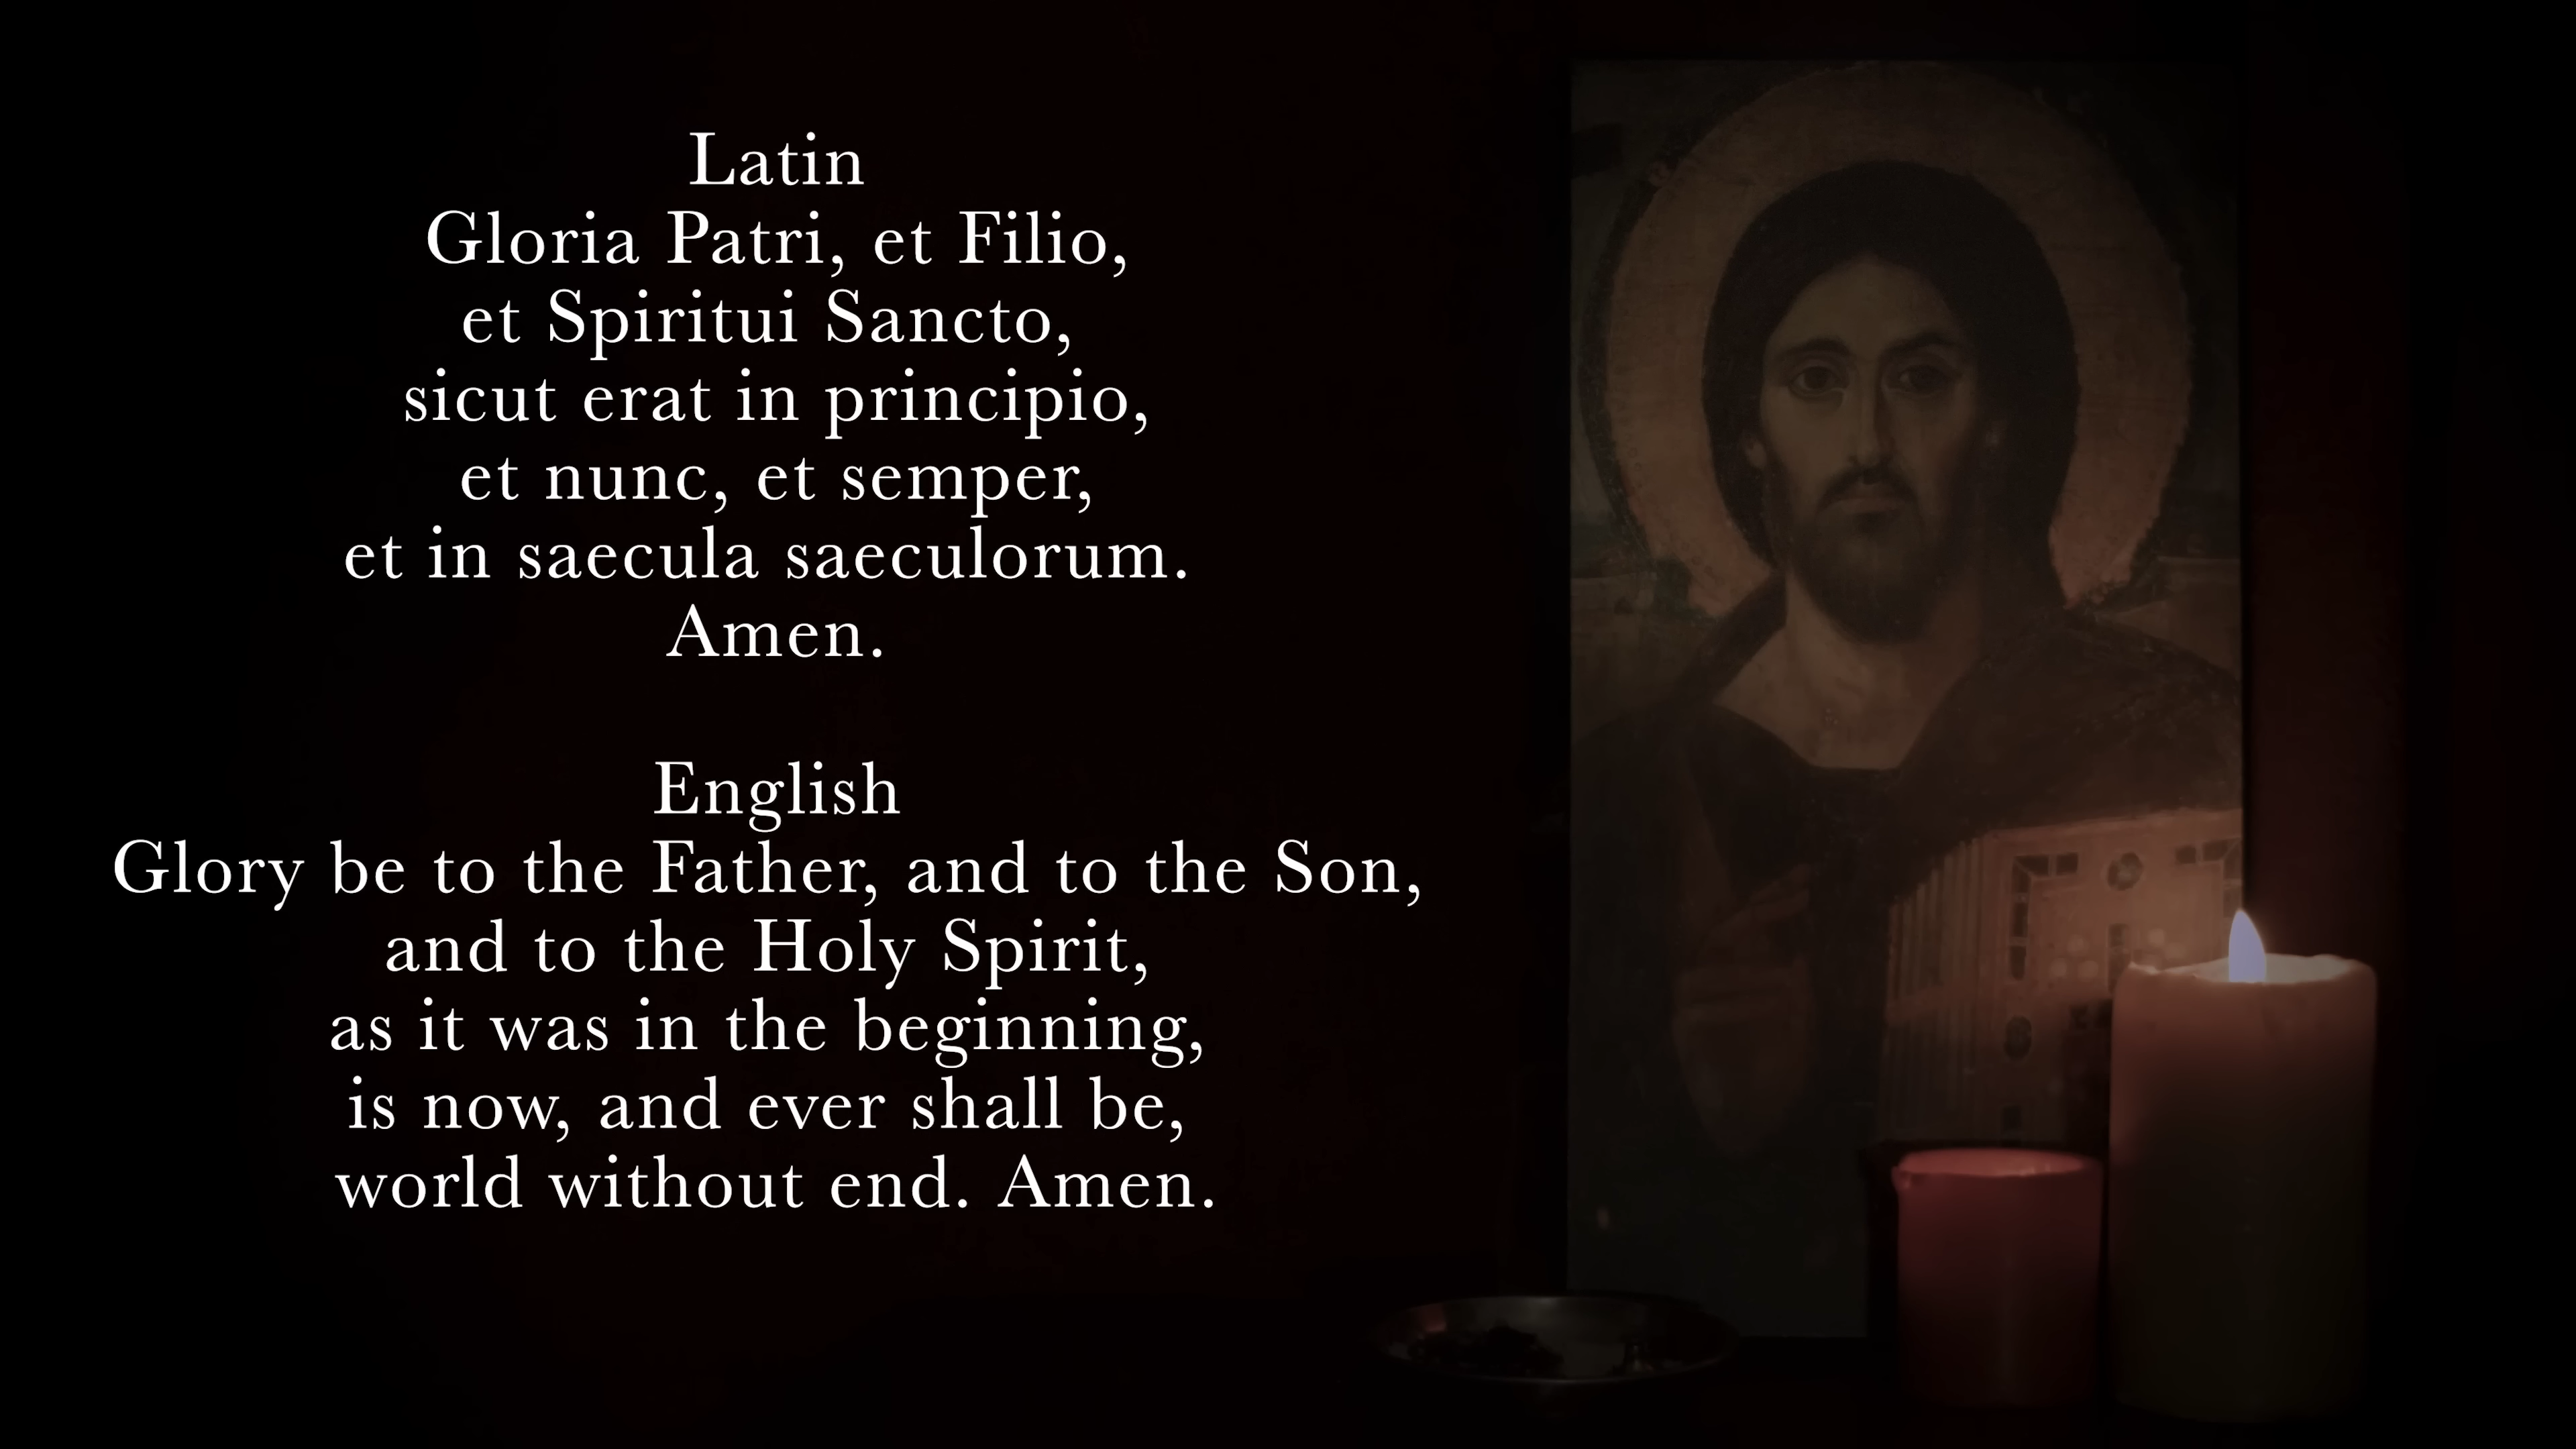 Latin
Gloria Patri, et Filio,
et Spiritui Sancto,
sicut erat in principio,
et nunc, et semper,
et in saecula saeculorum.
Amen.
English
Glory be to the Father, and to the Son,
and to the Holy Spirit,
as it was in the beginning,
is now, and ever shall be,
world without end. Amen.